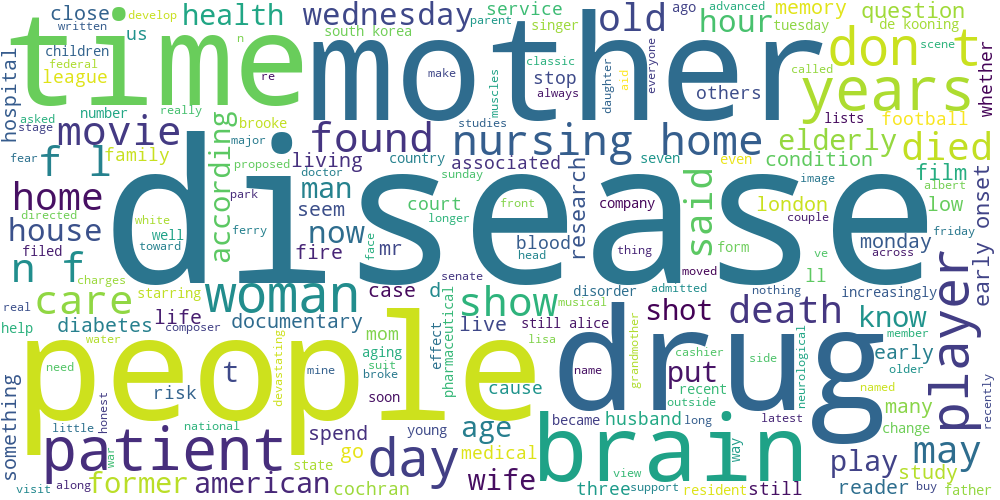 close
develop
written
us
health
south korea
wednesday
service
singer
parent
old
ago
hour
advanced
tuesday
memory
question
de kooning
scene
children
federal
n
time
re
mother
make
muscles
classic
stop
always
daughter
aid
everyone
others
called
don t
years
whether
hospital
league
number
really
asked
stage
movie
according
brooke
major
proposed
found
studies
nursing home
lists
elderly
football
died
fear
f l
family
doctor
living
country
associated
seven
even
condition
film
albert
low
home
directed
white
park
man
seem
sunday
court
longer
front
research
company
image
couple
london
house
well
toward
ferry
now
fire
face
mr
blood
head
thing
said
form
ve
monday
across
friday
early onset
filed
disease
n f
charges
real
starring
care
woman
case
d
senate
show
disorder
musical
admitted
moved
nothing
ll
increasingly
player
help
water
diabetes
life
composer
documentary
mom
effect
pharmaceutical
live
still alice
lisa
shot
death
know
member
early
older
need
people
devastating
aging
suit
mine
broke
soon
cause
name
grandmother
drug
cashier
put
recent
outside
side
neurological
named
recently
something
little
honest
national
t
risk
patient
war
spend
young
go
day
age
medical
became
husband
long
brain
way
latest
play
many
change
may
visit
along
former
american
state
cochran
wife
three
support
view
resident
still
reader
study
buy
father